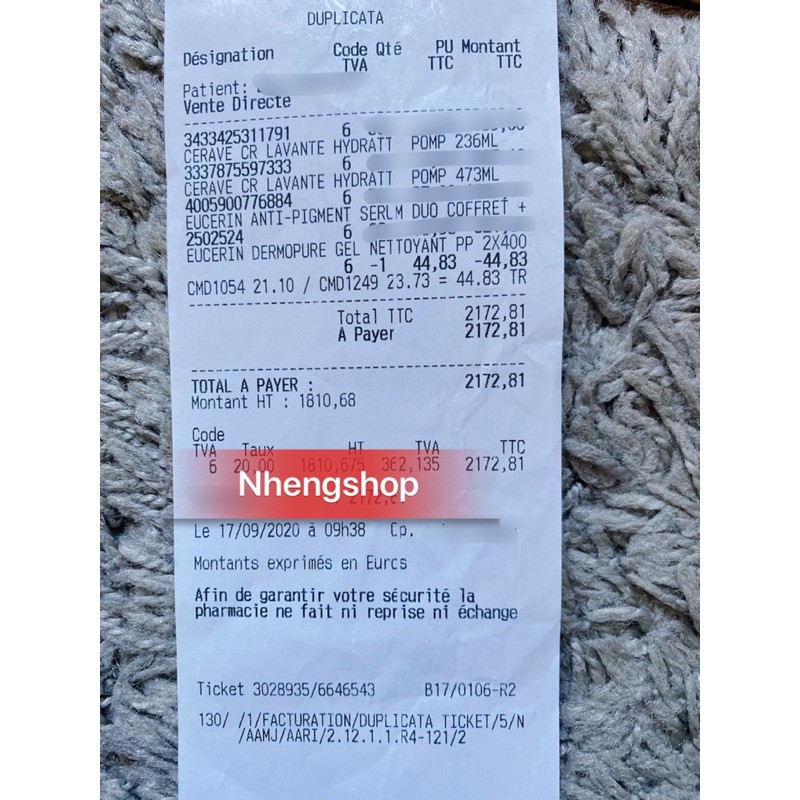 DUPLICATA
Désignation Code Qté PU Montant
TVA TTC TTC
Patient:
Vente Directe
3433425311791 6
CERAVE CR LAVANTE HYDRATT POMP 236ML
3337875597333 6
CERAVE CR LAVANTE HYDRATT POMP 473ML
4005900776884 6
EUCERIN ANTI-PIGMENT SERLM DUO COFFRET +
2502524 6
EUCERIN DERMOPURE GEL NETTOYANT PP 2X400
6 -1 44,83 -44,83
CMD1054 21.10 / CMD1249 23.73 = 44.83 TR
Total TTC 2172,81
A Payer 2172,81
TOTAL A PAYER : 2172,81
Montant HT : 1810,68
Code
TVA Taux HT TVA TTC
6 20,00 1810,675 362,135 2172,81
Nhengshop
Le 17/09/2020 à 09h38 Cp.
Montants exprimés en Eurcs
Afin de garantir votre sécurité la
pharmacie ne fait ni reprise ni échange
Ticket 3028935/6646543 B17/0106-R2
130/ /1/FACTURATION/DUPLICATA TICKET/5/N
/AAMJ/AARI/2.12.1.1.R4-121/2